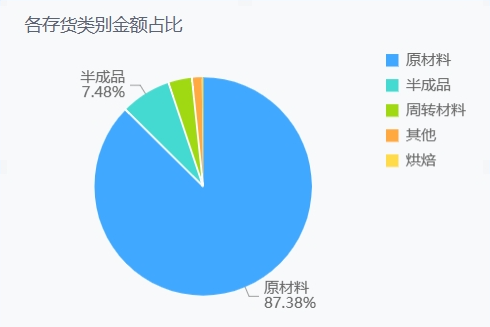 各存货类别金额占比
半成品
7.48%
原材料
87.38%
原材料
半成品
周转材料
其他
烘焙